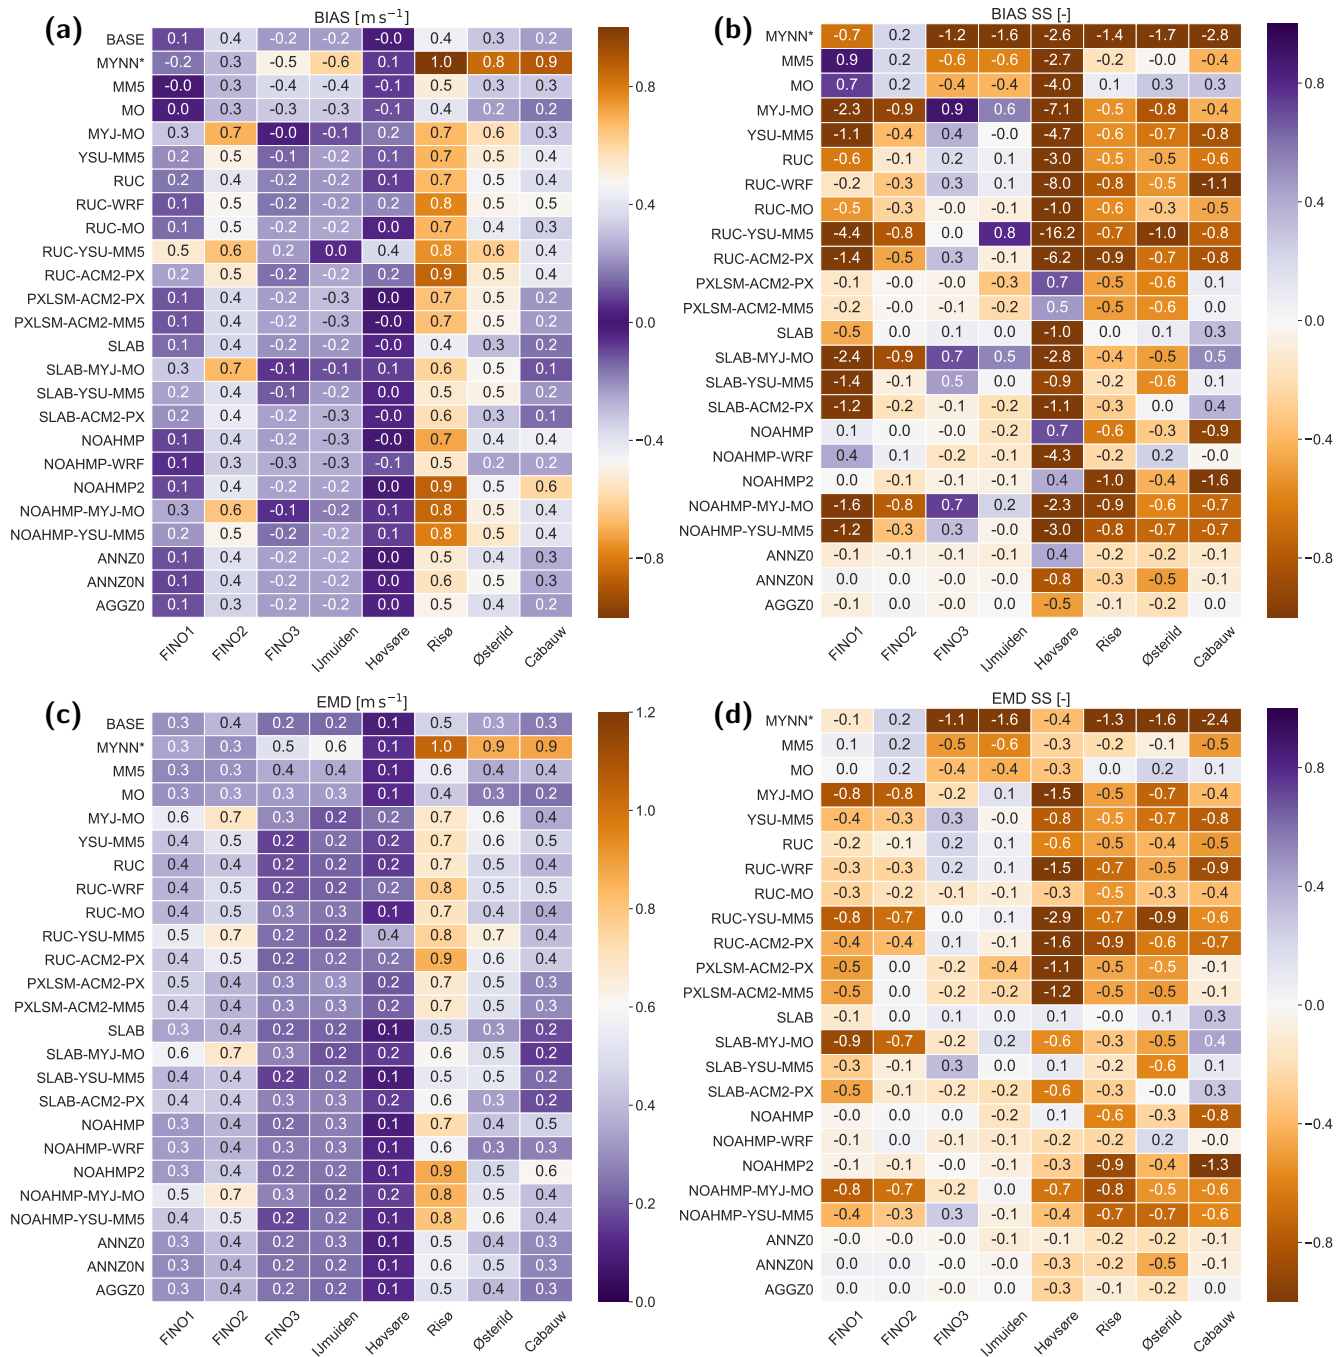 (a)
BIAS [m s⁻¹]
BASE 0.1 0.4 -0.2 -0.2 -0.0 0.4 0.3 0.2
MYNN* -0.2 0.3 -0.5 -0.6 0.1 1.0 0.8 0.9
MM5 -0.0 0.3 -0.4 -0.4 -0.1 0.5 0.3 0.3
MO 0.0 0.3 -0.3 -0.3 -0.1 0.4 0.2 0.2
MYJ-MO 0.3 0.7 -0.0 -0.1 0.2 0.7 0.6 0.3
YSU-MM5 0.2 0.5 -0.1 -0.2 0.1 0.7 0.5 0.4
RUC 0.2 0.4 -0.2 -0.2 0.1 0.7 0.5 0.4
RUC-WRF 0.1 0.5 -0.2 -0.2 0.2 0.8 0.5 0.5
RUC-MO 0.1 0.5 -0.2 -0.2 0.0 0.7 0.4 0.3
RUC-YSU-MM5 0.5 0.6 0.2 0.0 0.4 0.8 0.6 0.4
RUC-ACM2-PX 0.2 0.5 -0.2 -0.2 0.2 0.9 0.5 0.4
PXLSM-ACM2-PX 0.1 0.4 -0.2 -0.3 0.0 0.7 0.5 0.2
PXLSM-ACM2-MM5 0.1 0.4 -0.2 -0.3 -0.0 0.7 0.5 0.2
SLAB 0.1 0.4 -0.2 -0.2 -0.0 0.4 0.3 0.2
SLAB-MYJ-MO 0.3 0.7 -0.1 -0.1 0.1 0.6 0.5 0.1
SLAB-YSU-MM5 0.2 0.4 -0.1 -0.2 0.0 0.5 0.5 0.2
SLAB-ACM2-PX 0.2 0.4 -0.2 -0.3 -0.0 0.6 0.3 0.1
NOAHMP 0.1 0.4 -0.2 -0.3 -0.0 0.7 0.4 0.4
NOAHMP-WRF 0.1 0.3 -0.3 -0.3 -0.1 0.5 0.2 0.2
NOAHMP2 0.1 0.4 -0.2 -0.2 0.0 0.9 0.5 0.6
NOAHMP-MYJ-MO 0.3 0.6 -0.1 -0.2 0.1 0.8 0.5 0.4
NOAHMP-YSU-MM5 0.2 0.5 -0.2 -0.2 0.1 0.8 0.5 0.4
ANNZ0 0.1 0.4 -0.2 -0.2 0.0 0.5 0.4 0.3
ANNZ0N 0.1 0.4 -0.2 -0.2 0.0 0.6 0.5 0.3
AGGZ0 0.1 0.3 -0.2 -0.2 0.0 0.5 0.4 0.2
FINO1 FINO2 FINO3 IJmuiden Høvsøre Risø Østerild Cabauw
0.8
0.4
0.0
−0.4
−0.8
(b)
BIAS SS [-]
MYNN* -0.7 0.2 -1.2 -1.6 -2.6 -1.4 -1.7 -2.8
MM5 0.9 0.2 -0.6 -0.6 -2.7 -0.2 -0.0 -0.4
MO 0.7 0.2 -0.4 -0.4 -4.0 0.1 0.3 0.3
MYJ-MO -2.3 -0.9 0.9 0.6 -7.1 -0.5 -0.8 -0.4
YSU-MM5 -1.1 -0.4 0.4 -0.0 -4.7 -0.6 -0.7 -0.8
RUC -0.6 -0.1 0.2 0.1 -3.0 -0.5 -0.5 -0.6
RUC-WRF -0.2 -0.3 0.3 0.1 -8.0 -0.8 -0.5 -1.1
RUC-MO -0.5 -0.3 -0.0 -0.1 -1.0 -0.6 -0.3 -0.5
RUC-YSU-MM5 -4.4 -0.8 0.0 0.8 -16.2 -0.7 -1.0 -0.8
RUC-ACM2-PX -1.4 -0.5 0.3 -0.1 -6.2 -0.9 -0.7 -0.8
PXLSM-ACM2-PX -0.1 -0.0 -0.0 -0.3 0.7 -0.5 -0.6 0.1
PXLSM-ACM2-MM5 -0.2 -0.0 -0.1 -0.2 0.5 -0.5 -0.6 0.0
SLAB -0.5 0.0 0.1 0.0 -1.0 0.0 0.1 0.3
SLAB-MYJ-MO -2.4 -0.9 0.7 0.5 -2.8 -0.4 -0.5 0.5
SLAB-YSU-MM5 -1.4 -0.1 0.5 0.0 -0.9 -0.2 -0.6 0.1
SLAB-ACM2-PX -1.2 -0.2 -0.1 -0.2 -1.1 -0.3 0.0 0.4
NOAHMP 0.1 0.0 -0.0 -0.2 0.7 -0.6 -0.3 -0.9
NOAHMP-WRF 0.4 0.1 -0.2 -0.1 -4.3 -0.2 0.2 -0.0
NOAHMP2 0.0 -0.1 -0.1 -0.1 0.4 -1.0 -0.4 -1.6
NOAHMP-MYJ-MO -1.6 -0.8 0.7 0.2 -2.3 -0.9 -0.6 -0.7
NOAHMP-YSU-MM5 -1.2 -0.3 0.3 -0.0 -3.0 -0.8 -0.7 -0.7
ANNZ0 -0.1 -0.1 -0.1 -0.1 0.4 -0.2 -0.2 -0.1
ANNZ0N 0.0 -0.0 -0.0 -0.0 -0.8 -0.3 -0.5 -0.1
AGGZ0 -0.1 0.0 -0.0 0.0 -0.5 -0.1 -0.2 0.0
FINO1 FINO2 FINO3 IJmuiden Høvsøre Risø Østerild Cabauw
0.8
0.4
0.0
−0.4
−0.8
(c)
EMD [m s⁻¹]
BASE 0.3 0.4 0.2 0.2 0.1 0.5 0.3 0.3
MYNN* 0.3 0.3 0.5 0.6 0.1 1.0 0.9 0.9
MM5 0.3 0.3 0.4 0.4 0.1 0.6 0.4 0.4
MO 0.3 0.3 0.3 0.3 0.1 0.4 0.3 0.2
MYJ-MO 0.6 0.7 0.3 0.2 0.2 0.7 0.6 0.4
YSU-MM5 0.4 0.5 0.2 0.2 0.2 0.7 0.6 0.5
RUC 0.4 0.4 0.2 0.2 0.2 0.7 0.5 0.4
RUC-WRF 0.4 0.5 0.2 0.2 0.2 0.8 0.5 0.5
RUC-MO 0.4 0.5 0.3 0.3 0.1 0.7 0.4 0.4
RUC-YSU-MM5 0.5 0.7 0.2 0.2 0.4 0.8 0.7 0.4
RUC-ACM2-PX 0.4 0.5 0.2 0.2 0.2 0.9 0.6 0.4
PXLSM-ACM2-PX 0.5 0.4 0.3 0.3 0.2 0.7 0.5 0.3
PXLSM-ACM2-MM5 0.4 0.4 0.3 0.3 0.2 0.7 0.5 0.3
SLAB 0.3 0.4 0.2 0.2 0.1 0.5 0.3 0.2
SLAB-MYJ-MO 0.6 0.7 0.3 0.2 0.2 0.6 0.5 0.2
SLAB-YSU-MM5 0.4 0.4 0.2 0.2 0.1 0.5 0.5 0.2
SLAB-ACM2-PX 0.4 0.4 0.3 0.3 0.2 0.6 0.3 0.2
NOAHMP 0.3 0.4 0.2 0.3 0.1 0.7 0.4 0.5
NOAHMP-WRF 0.3 0.4 0.3 0.3 0.1 0.6 0.3 0.3
NOAHMP2 0.3 0.4 0.2 0.2 0.1 0.9 0.5 0.6
NOAHMP-MYJ-MO 0.5 0.7 0.3 0.2 0.2 0.8 0.5 0.4
NOAHMP-YSU-MM5 0.4 0.5 0.2 0.2 0.1 0.8 0.6 0.4
ANNZ0 0.3 0.4 0.2 0.3 0.1 0.5 0.4 0.3
ANNZ0N 0.3 0.4 0.2 0.2 0.1 0.6 0.5 0.3
AGGZ0 0.3 0.4 0.2 0.2 0.1 0.5 0.4 0.3
FINO1 FINO2 FINO3 IJmuiden Høvsøre Risø Østerild Cabauw
1.2
1.0
0.8
0.6
0.4
0.2
0.0
(d)
EMD SS [-]
MYNN* -0.1 0.2 -1.1 -1.6 -0.4 -1.3 -1.6 -2.4
MM5 0.1 0.2 -0.5 -0.6 -0.3 -0.2 -0.1 -0.5
MO 0.0 0.2 -0.4 -0.4 -0.3 0.0 0.2 0.1
MYJ-MO -0.8 -0.8 -0.2 0.1 -1.5 -0.5 -0.7 -0.4
YSU-MM5 -0.4 -0.3 0.3 -0.0 -0.8 -0.5 -0.7 -0.8
RUC -0.2 -0.1 0.2 0.1 -0.6 -0.5 -0.4 -0.5
RUC-WRF -0.3 -0.3 0.2 0.1 -1.5 -0.7 -0.5 -0.9
RUC-MO -0.3 -0.2 -0.1 -0.1 -0.3 -0.5 -0.3 -0.4
RUC-YSU-MM5 -0.8 -0.7 0.0 0.1 -2.9 -0.7 -0.9 -0.6
RUC-ACM2-PX -0.4 -0.4 0.1 -0.1 -1.6 -0.9 -0.6 -0.7
PXLSM-ACM2-PX -0.5 0.0 -0.2 -0.4 -1.1 -0.5 -0.5 -0.1
PXLSM-ACM2-MM5 -0.5 0.0 -0.2 -0.2 -1.2 -0.5 -0.5 -0.1
SLAB -0.1 0.1 0.0 0.0 0.1 -0.0 0.1 0.3
SLAB-MYJ-MO -0.9 -0.7 -0.2 0.2 -0.6 -0.3 -0.5 0.4
SLAB-YSU-MM5 -0.3 -0.1 0.3 0.0 0.1 -0.2 -0.6 0.1
SLAB-ACM2-PX -0.5 -0.1 -0.2 -0.2 -0.6 -0.3 -0.0 0.3
NOAHMP -0.0 0.0 0.0 -0.2 0.1 -0.6 -0.3 -0.8
NOAHMP-WRF -0.1 0.0 -0.1 -0.1 -0.2 -0.2 0.2 -0.0
NOAHMP2 -0.1 -0.1 -0.0 -0.1 -0.3 -0.9 -0.4 -1.3
NOAHMP-MYJ-MO -0.8 -0.7 -0.2 0.0 -0.7 -0.8 -0.5 -0.6
NOAHMP-YSU-MM5 -0.4 -0.3 0.3 -0.1 -0.4 -0.7 -0.7 -0.6
ANNZ0 -0.0 -0.0 -0.0 -0.1 -0.1 -0.2 -0.2 -0.1
ANNZ0N 0.0 0.0 -0.0 -0.0 -0.3 -0.2 -0.5 -0.1
AGGZ0 0.0 0.0 -0.0 0.0 -0.3 -0.1 -0.2 0.0
FINO1 FINO2 FINO3 IJmuiden Høvsøre Risø Østerild Cabauw
0.8
0.4
0.0
−0.4
−0.8